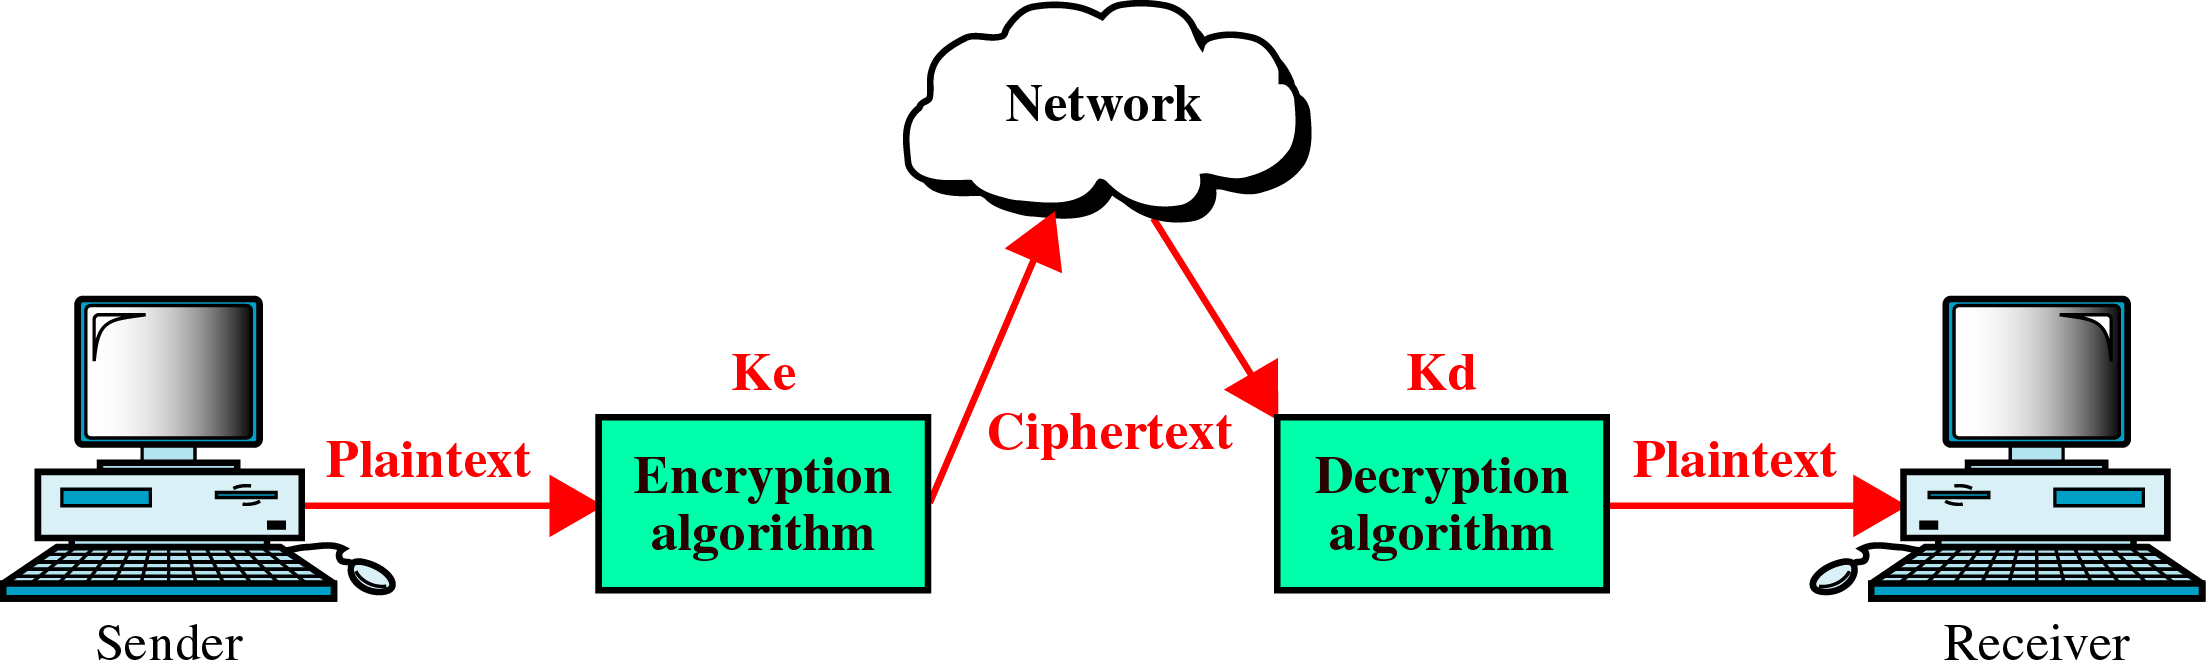 Network
Ke
Kd
Plaintext
Ciphertext
Plaintext
Encryption
algorithm
Decryption
algorithm
Sender
Receiver